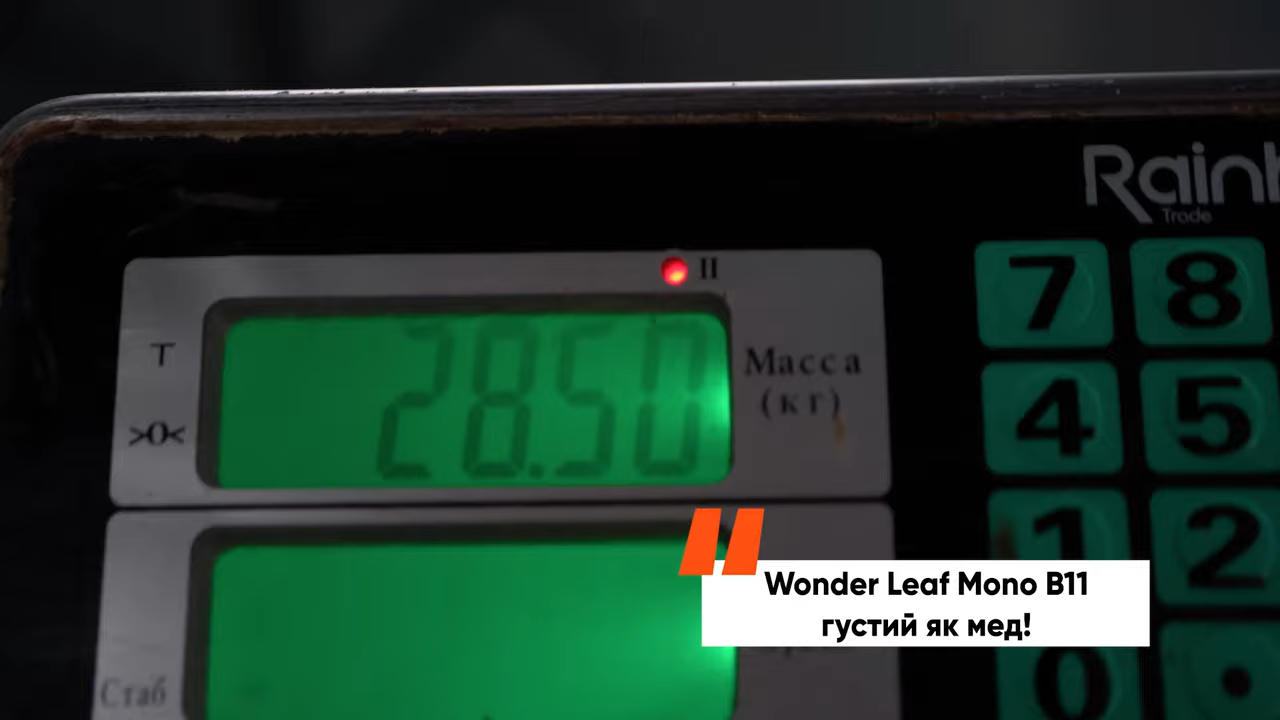 Rain
Trade
II
T
>0<
28.50
Масса
(кг)
7 8
4 5
1 2
0 .
Wonder Leaf Mono B11
густий як мед!
Стаб